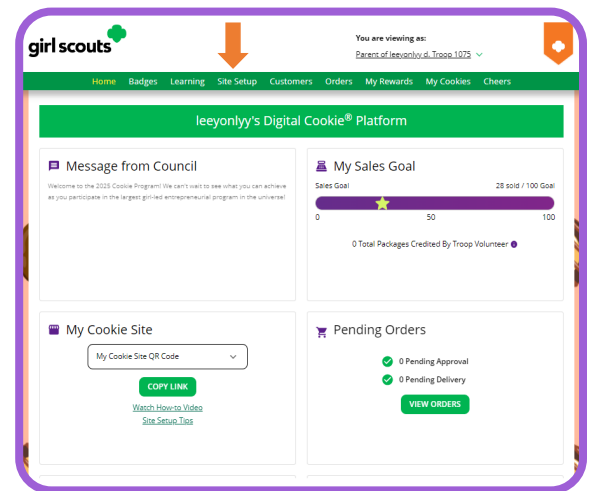 girl scouts
You are viewing as:
Parent of leeyonlyy d, Troop 1075
Home Badges Learning Site Setup Customers Orders My Rewards My Cookies Cheers
leeyonlyy's Digital Cookie® Platform
Message from Council
Welcome to the 2025 Cookie Program! We can't wait to see what you can achieve
as you participate in the largest girl-led entrepreneurial program in the universe!
My Sales Goal
Sales Goal 28 sold / 100 Goal
0 50 100
0 Total Packages Credited By Troop Volunteer
My Cookie Site
My Cookie Site QR Code
COPY LINK
Watch How-to Video
Site Setup Tips
Pending Orders
0 Pending Approval
0 Pending Delivery
VIEW ORDERS